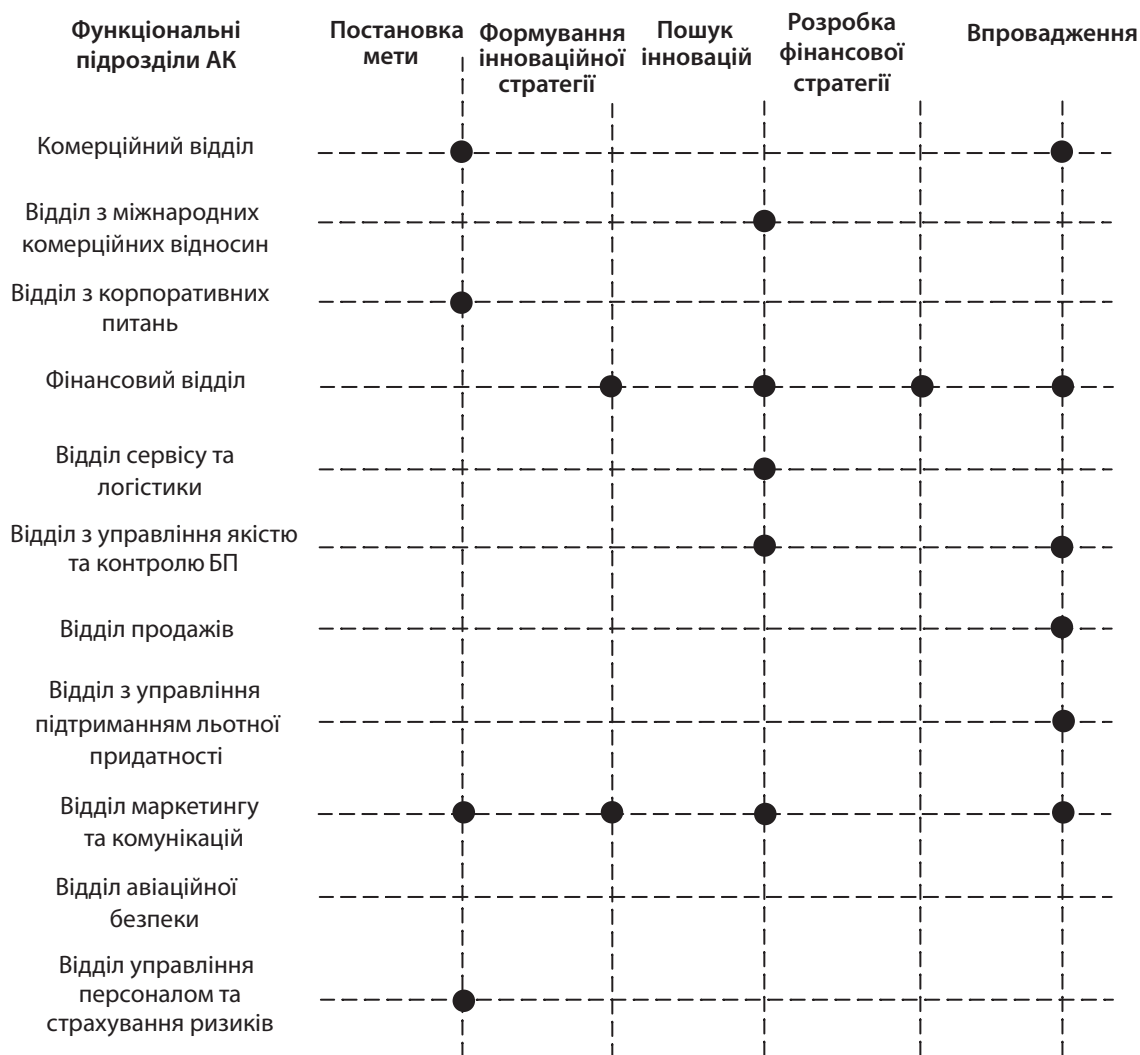 Функціональні
підрозділи АК
Постановка
мети
Формування
інноваційної
стратегії
Пошук
інновацій
Розробка
фінансової
стратегії
Впровадження
Комерційний відділ
Відділ з міжнародних
комерційних відносин
Відділ з корпоративних
питань
Фінансовий відділ
Відділ сервісу та
логістики
Відділ з управління якістю
та контролю БП
Відділ продажів
Відділ з управління
підтриманням льотної
придатності
Відділ маркетингу
та комунікацій
Відділ авіаційної
безпеки
Відділ управління
персоналом та
страхування ризиків